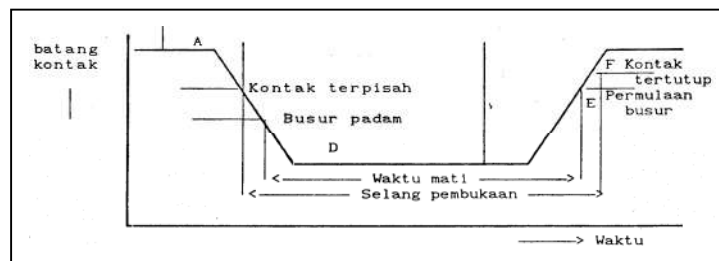 batang
kontak
A
Kontak terpisah
Busur padam
D
F Kontak
tertutup
E Permulaan
busur
Waktu mati
Selang pembukaan
Waktu